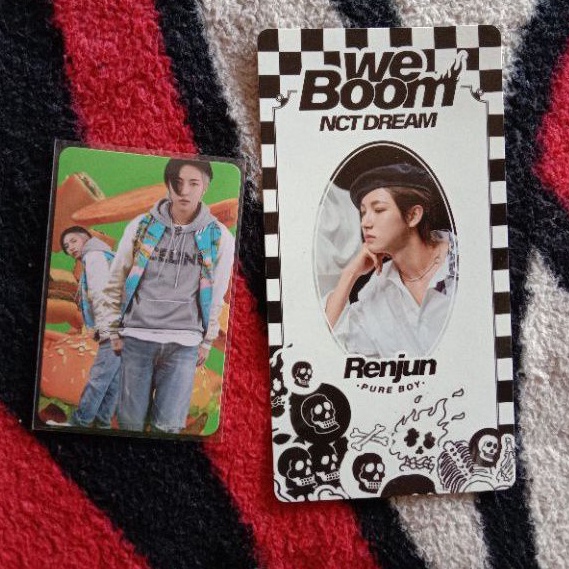 we
Boom
NCT DREAM
Renjun
·PURE BOY·
CELINE